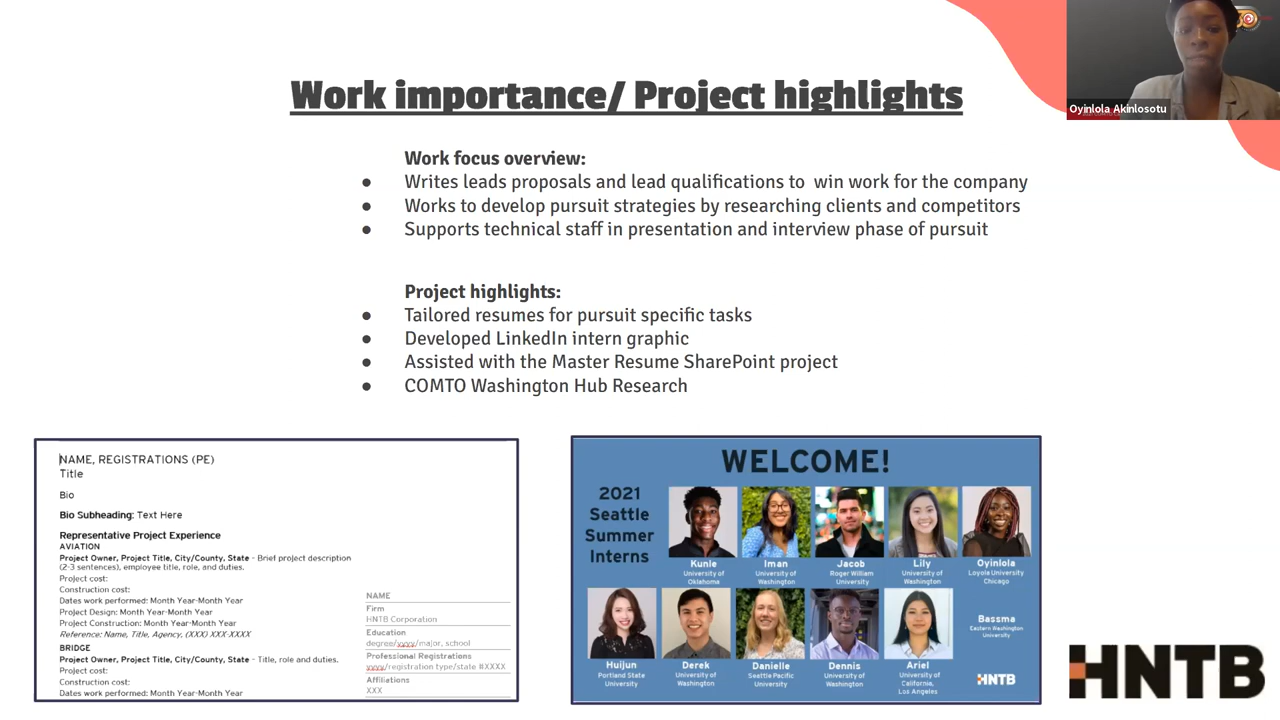 Work importance/ Project highlights
Oyinlola Akinlosotu
Work focus overview:
● Writes leads proposals and lead qualifications to win work for the company
● Works to develop pursuit strategies by researching clients and competitors
● Supports technical staff in presentation and interview phase of pursuit
Project highlights:
● Tailored resumes for pursuit specific tasks
● Developed LinkedIn intern graphic
● Assisted with the Master Resume SharePoint project
● COMTO Washington Hub Research
NAME, REGISTRATIONS (PE)
Title
Bio
Bio Subheading: Text Here
Representative Project Experience
AVIATION
Project Owner, Project Title, City/County, State - Brief project description
(2-3 sentences), employee title, role, and duties.
Project cost:
Construction cost:
Dates work performed: Month Year-Month Year
Project Design: Month Year-Month Year
Project Construction: Month Year-Month Year
Reference: Name, Title, Agency, (XXX) XXX-XXXX
BRIDGE
Project Owner, Project Title, City/County, State - Title, role and duties,
Project cost:
Construction cost:
Dates work performed: Month Year-Month Year
NAME
Firm
HNTB Corporation
Education
degree/yyyy/major, school
Professional Registrations
yyyy/registration type/state #XXXX
Affiliations
XXX
WELCOME!
2021
Seattle
Summer
Interns
Kunle
University of
Oklahoma
Iman
University of
Washington
Jacob
Roger William
University
Lily
University of
Washington
Oyinlola
Loyola University
Chicago
Huijun
Portland State
University
Derek
University of
Washington
Danielle
Seattle Pacific
University
Dennis
University of
Washington
Ariel
University of
California,
Los Angeles
Bassma
Eastern Washington
University
HNTB
HNTB